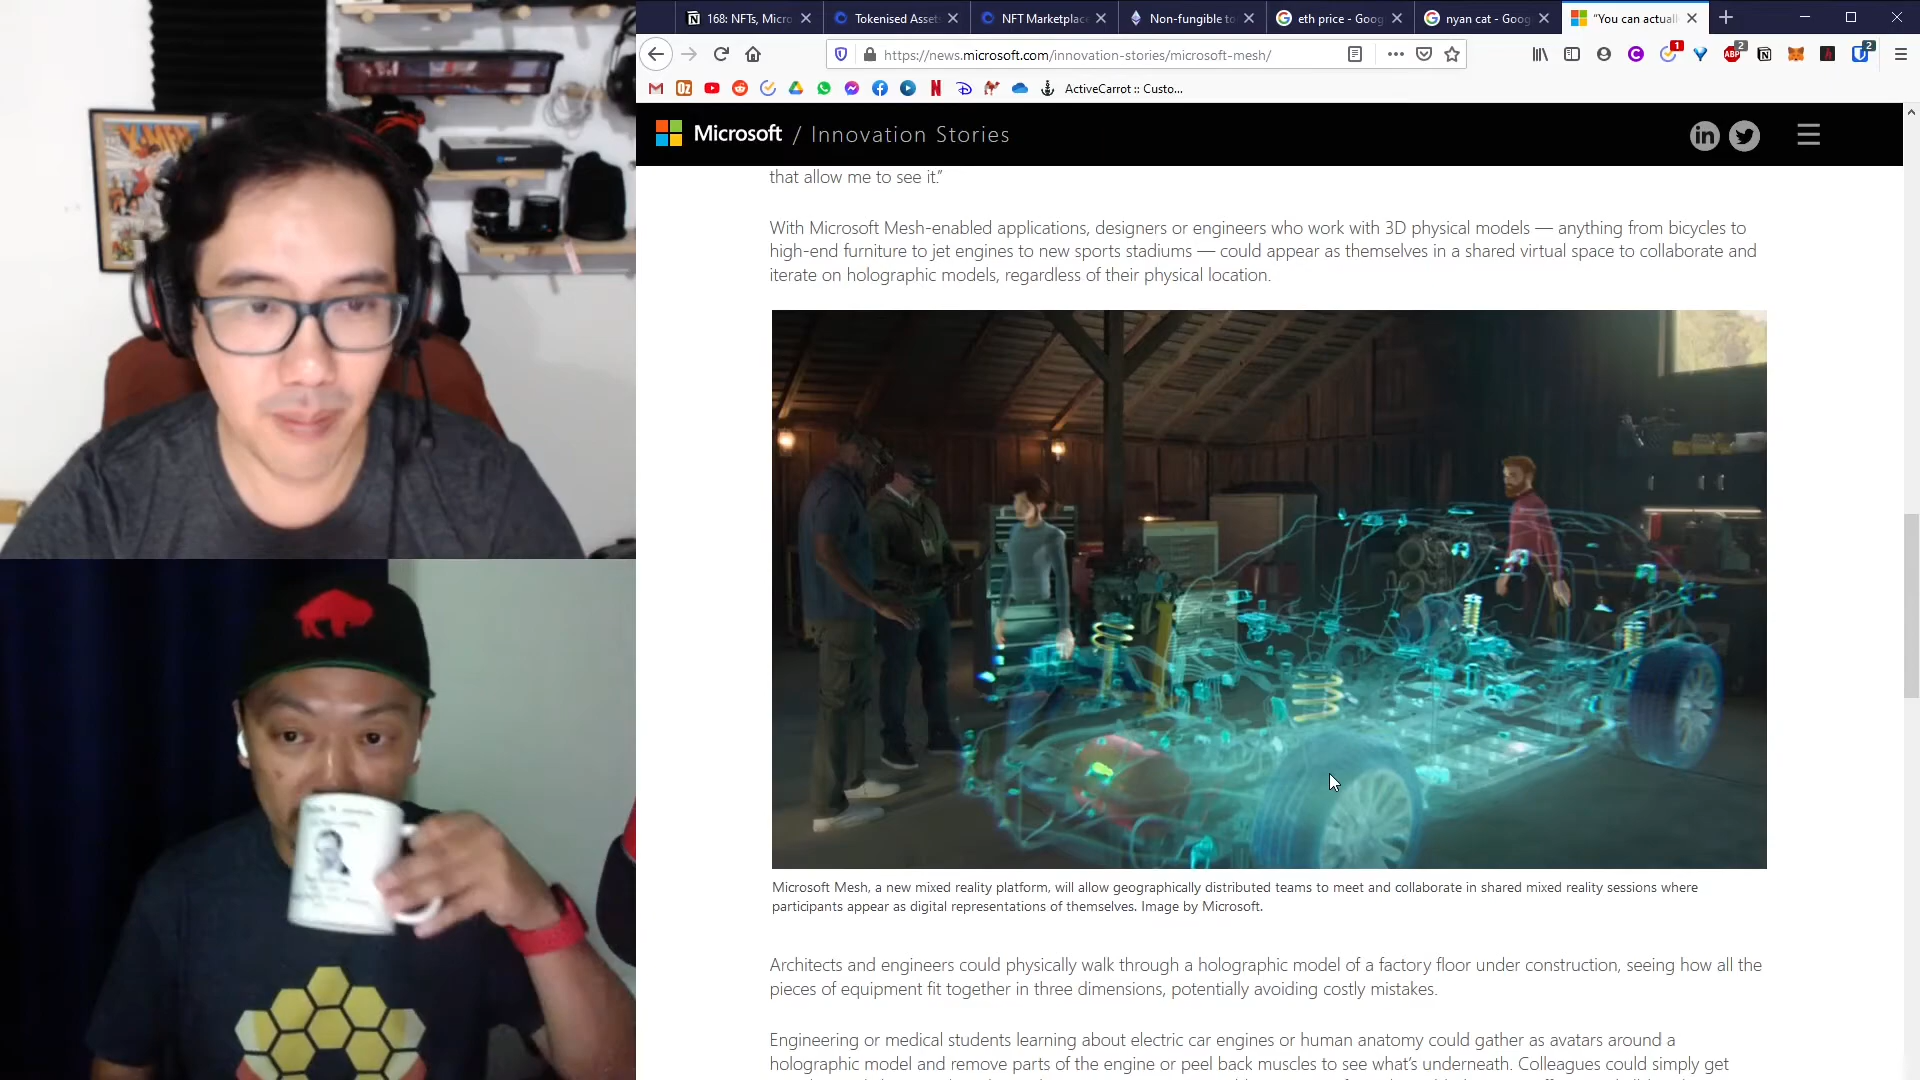 168: NFTs, Micro
Tokenised Asset
NFT Marketplace
Non-fungible to
eth price - Goog
nyan cat - Goog
"You can actuall
https://news.microsoft.com/innovation-stories/microsoft-mesh/
1
ABP
2
2
ActiveCarrot :: Custo...
Microsoft / Innovation Stories
that allow me to see it.”
With Microsoft Mesh-enabled applications, designers or engineers who work with 3D physical models — anything from bicycles to
high-end furniture to jet engines to new sports stadiums — could appear as themselves in a shared virtual space to collaborate and
iterate on holographic models, regardless of their physical location.
Microsoft Mesh, a new mixed reality platform, will allow geographically distributed teams to meet and collaborate in shared mixed reality sessions where
participants appear as digital representations of themselves. Image by Microsoft.
Architects and engineers could physically walk through a holographic model of a factory floor under construction, seeing how all the
pieces of equipment fit together in three dimensions, potentially avoiding costly mistakes.
Engineering or medical students learning about electric car engines or human anatomy could gather as avatars around a
holographic model and remove parts of the engine or peel back muscles to see what’s underneath. Colleagues could simply get